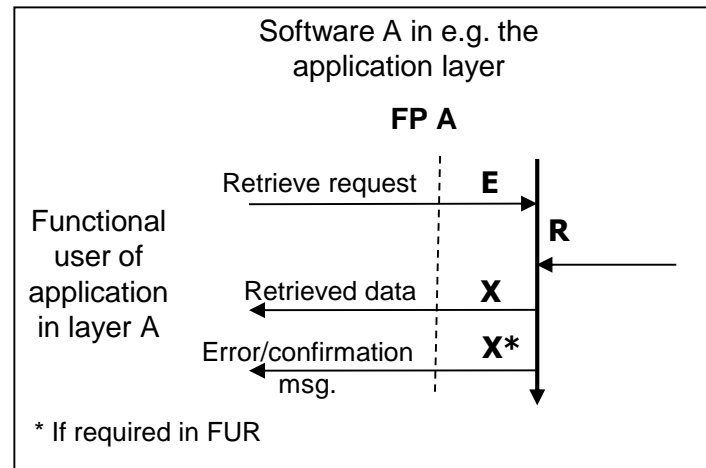 Software A in e.g. the
application layer
FP A
Retrieve request E
Functional
user of
application
in layer A
R
Retrieved data X
Error/confirmation X*
msg.
* If required in FUR